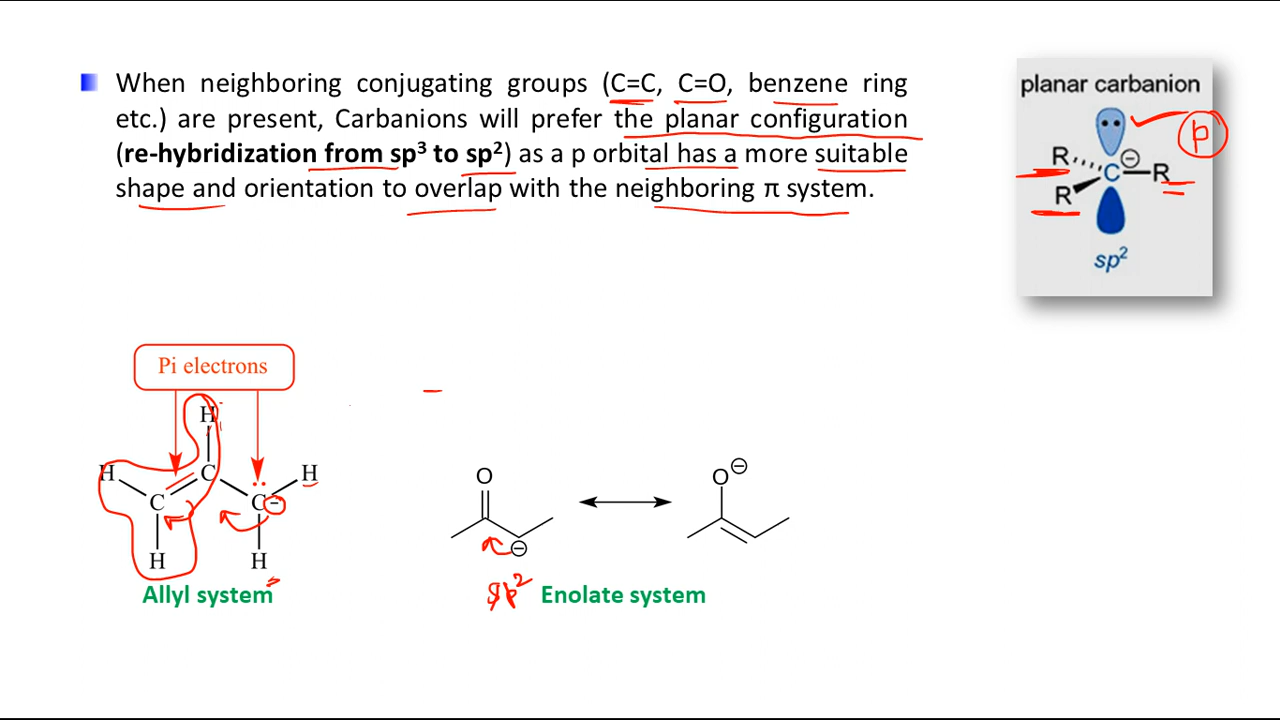 When neighboring conjugating groups (C=C, C=O, benzene ring
etc.) are present, Carbanions will prefer the planar configuration
(re-hybridization from sp³ to sp²) as a p orbital has a more suitable
shape and orientation to overlap with the neighboring π system.
planar carbanion
p
R
C
⊖
R
R
sp²
Pi electrons
H
H
C
H
C
C
:
-
H
H
Allyl system
O
⊖
O
⊖
sp²
Enolate system